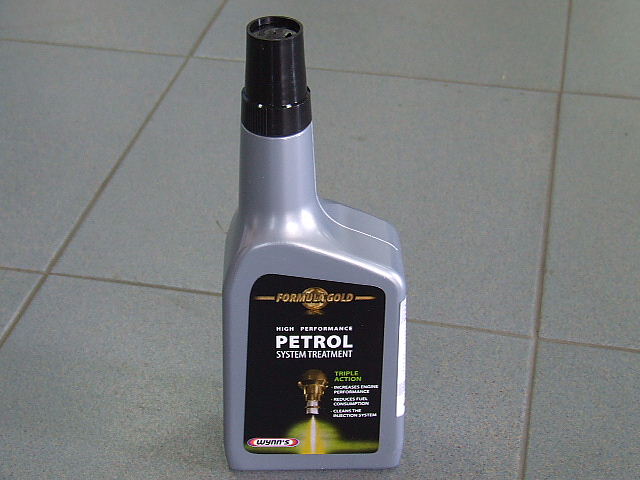 FORMULA GOLD
HIGH PERFORMANCE
PETROL
SYSTEM TREATMENT
TRIPLE
ACTION
· INCREASES ENGINE
PERFORMANCE
· REDUCES FUEL
CONSUMPTION
· CLEANS THE
INJECTION SYSTEM
WYNN'S